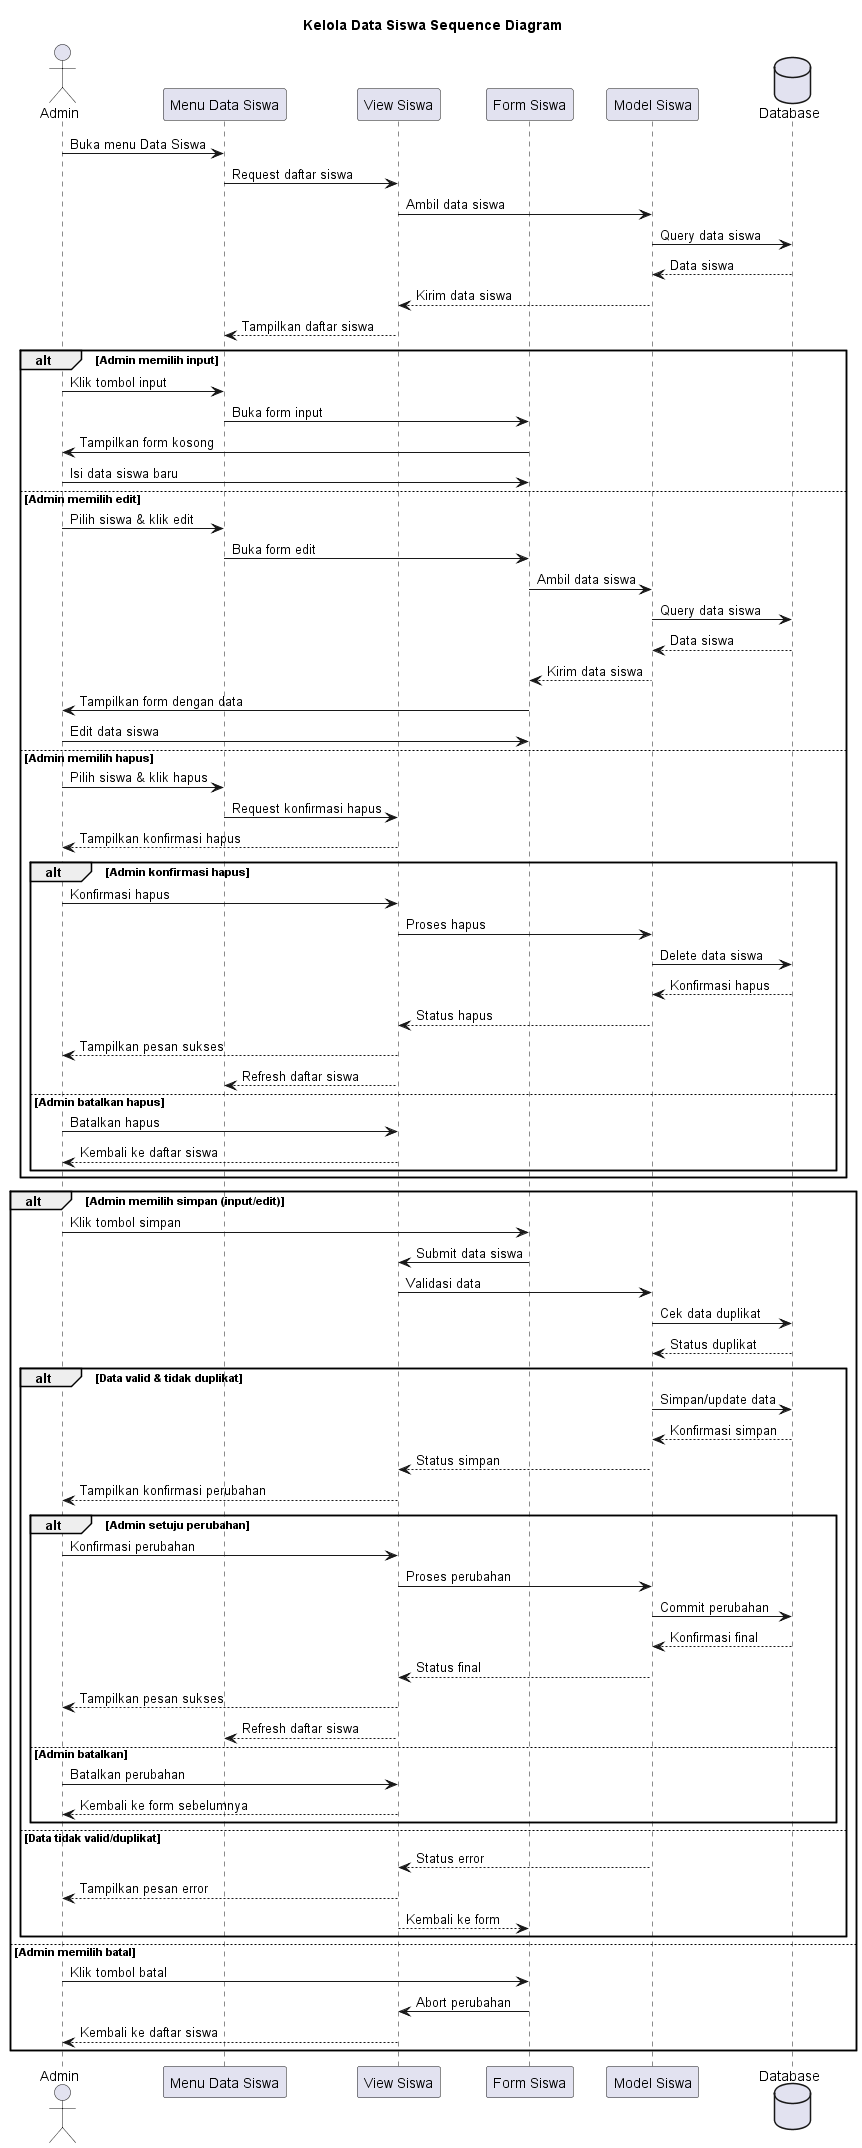 Kelola Data Siswa Sequence Diagram
Admin
Menu Data Siswa
View Siswa
Form Siswa
Model Siswa
Database
Buka menu Data Siswa
Request daftar siswa
Ambil data siswa
Query data siswa
Data siswa
Kirim data siswa
Tampilkan daftar siswa
alt
[Admin memilih input]
Klik tombol input
Buka form input
Tampilkan form kosong
Isi data siswa baru
[Admin memilih edit]
Pilih siswa & klik edit
Buka form edit
Ambil data siswa
Query data siswa
Data siswa
Kirim data siswa
Tampilkan form dengan data
Edit data siswa
[Admin memilih hapus]
Pilih siswa & klik hapus
Request konfirmasi hapus
Tampilkan konfirmasi hapus
alt
[Admin konfirmasi hapus]
Konfirmasi hapus
Proses hapus
Delete data siswa
Konfirmasi hapus
Status hapus
Tampilkan pesan sukses
Refresh daftar siswa
[Admin batalkan hapus]
Batalkan hapus
Kembali ke daftar siswa
alt
[Admin memilih simpan (input/edit)]
Klik tombol simpan
Submit data siswa
Validasi data
Cek data duplikat
Status duplikat
alt
[Data valid & tidak duplikat]
Simpan/update data
Konfirmasi simpan
Status simpan
Tampilkan konfirmasi perubahan
alt
[Admin setuju perubahan]
Konfirmasi perubahan
Proses perubahan
Commit perubahan
Konfirmasi final
Status final
Tampilkan pesan sukses
Refresh daftar siswa
[Admin batalkan]
Batalkan perubahan
Kembali ke form sebelumnya
[Data tidak valid/duplikat]
Status error
Tampilkan pesan error
Kembali ke form
[Admin memilih batal]
Klik tombol batal
Abort perubahan
Kembali ke daftar siswa
Admin
Menu Data Siswa
View Siswa
Form Siswa
Model Siswa
Database